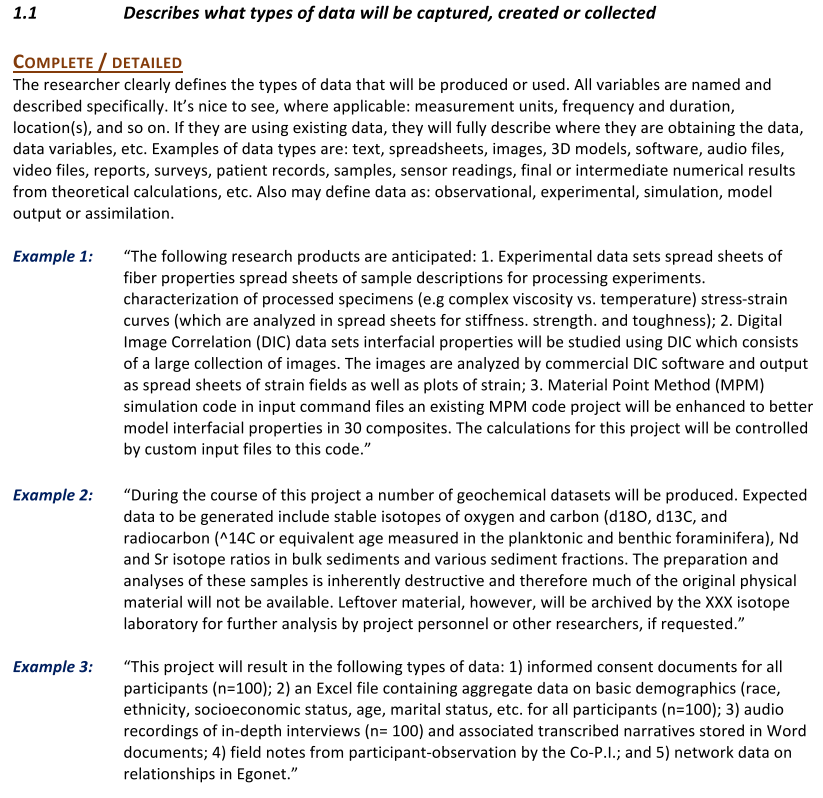 1.1 Describes what types of data will be captured, created or collected
COMPLETE / DETAILED
The researcher clearly defines the types of data that will be produced or used. All variables are named and
described specifically. It’s nice to see, where applicable: measurement units, frequency and duration,
location(s), and so on. If they are using existing data, they will fully describe where they are obtaining the data,
data variables, etc. Examples of data types are: text, spreadsheets, images, 3D models, software, audio files,
video files, reports, surveys, patient records, samples, sensor readings, final or intermediate numerical results
from theoretical calculations, etc. Also may define data as: observational, experimental, simulation, model
output or assimilation.
Example 1: “The following research products are anticipated: 1. Experimental data sets spread sheets of
fiber properties spread sheets of sample descriptions for processing experiments.
characterization of processed specimens (e.g complex viscosity vs. temperature) stress-strain
curves (which are analyzed in spread sheets for stiffness. strength. and toughness); 2. Digital
Image Correlation (DIC) data sets interfacial properties will be studied using DIC which consists
of a large collection of images. The images are analyzed by commercial DIC software and output
as spread sheets of strain fields as well as plots of strain; 3. Material Point Method (MPM)
simulation code in input command files an existing MPM code project will be enhanced to better
model interfacial properties in 30 composites. The calculations for this project will be controlled
by custom input files to this code.”
Example 2: “During the course of this project a number of geochemical datasets will be produced. Expected
data to be generated include stable isotopes of oxygen and carbon (d18O, d13C, and
radiocarbon (^14C or equivalent age measured in the planktonic and benthic foraminifera), Nd
and Sr isotope ratios in bulk sediments and various sediment fractions. The preparation and
analyses of these samples is inherently destructive and therefore much of the original physical
material will not be available. Leftover material, however, will be archived by the XXX isotope
laboratory for further analysis by project personnel or other researchers, if requested.”
Example 3: “This project will result in the following types of data: 1) informed consent documents for all
participants (n=100); 2) an Excel file containing aggregate data on basic demographics (race,
ethnicity, socioeconomic status, age, marital status, etc. for all participants (n=100); 3) audio
recordings of in-depth interviews (n= 100) and associated transcribed narratives stored in Word
documents; 4) field notes from participant-observation by the Co-P.I.; and 5) network data on
relationships in Egonet.”